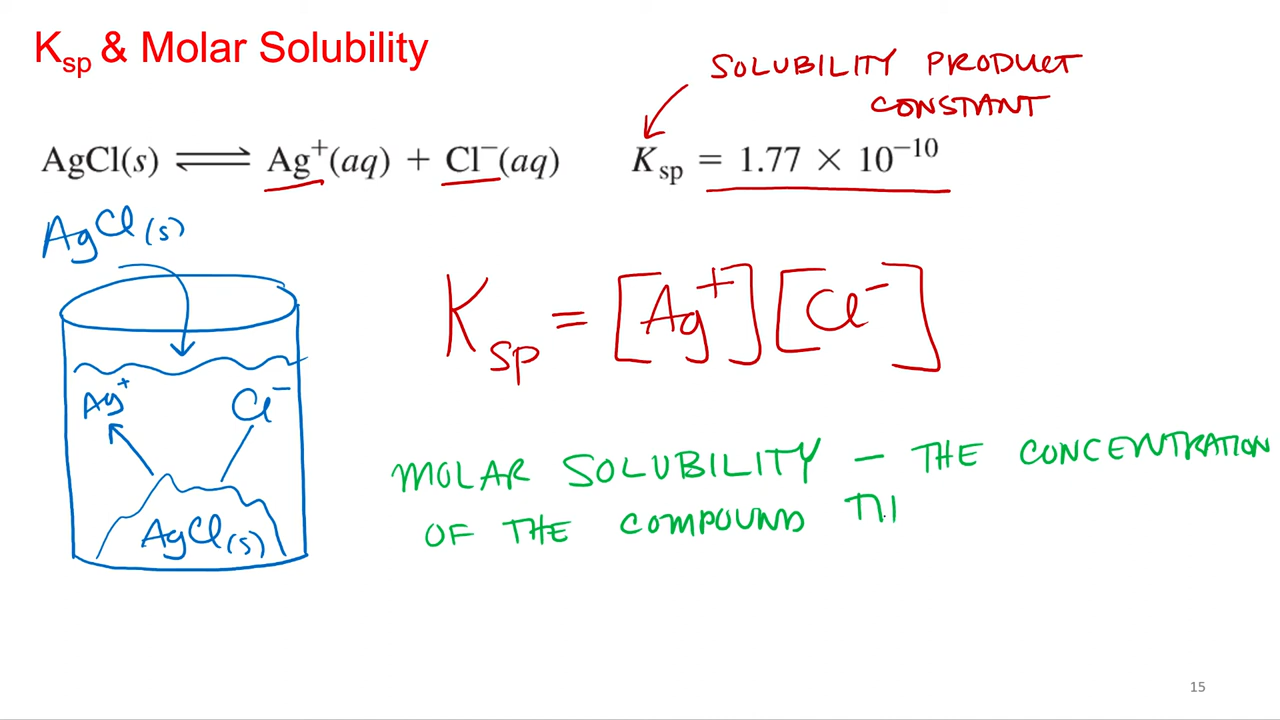 Ksp & Molar Solubility
SOLUBILITY PRODUCT
CONSTANT
AgCl(s) ⇌ Ag⁺(aq) + Cl⁻(aq) Ksp = 1.77 × 10⁻¹⁰
AgCl(s)
Ksp = [Ag⁺][Cl⁻]
Ag⁺ Cl⁻
MOLAR SOLUBILITY – THE CONCENTRATION
OF THE COMPOUND
AgCl(s)
15